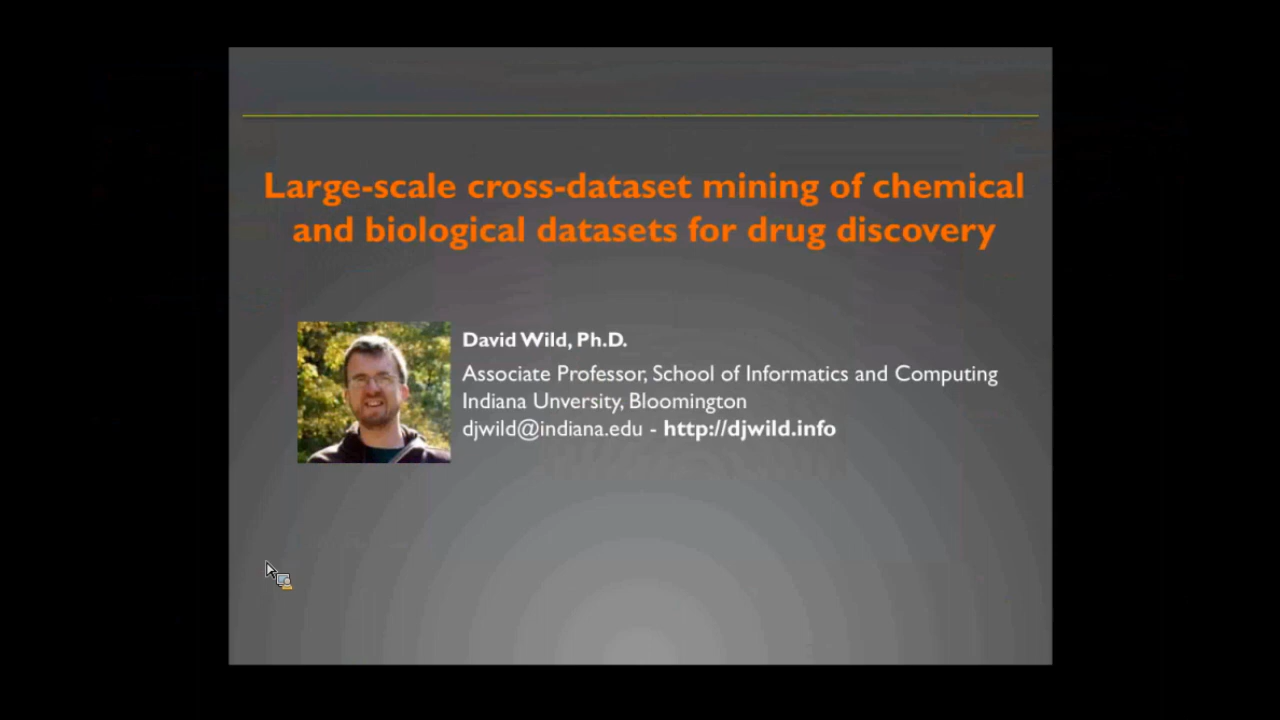 Large-scale cross-dataset mining of chemical
and biological datasets for drug discovery
David Wild, Ph.D.
Associate Professor, School of Informatics and Computing
Indiana Unversity, Bloomington
djwild@indiana.edu - http://djwild.info